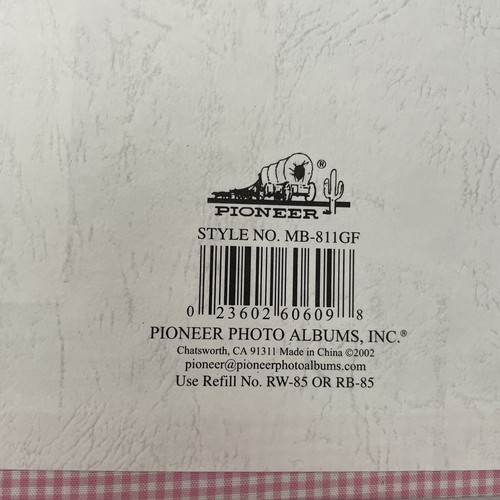 ®
PIONEER
STYLE NO. MB-811GF
0 23602 60609 8
PIONEER PHOTO ALBUMS, INC.®
Chatsworth, CA 91311 Made in China ©2002
pioneer@pioneerphotoalbums.com
Use Refill No. RW-85 OR RB-85